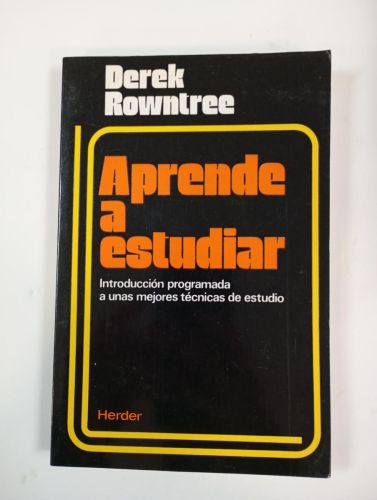 Derek
Rowntree
Aprende
a
estudiar
Introducción programada
a unas mejores técnicas de estudio
Herder